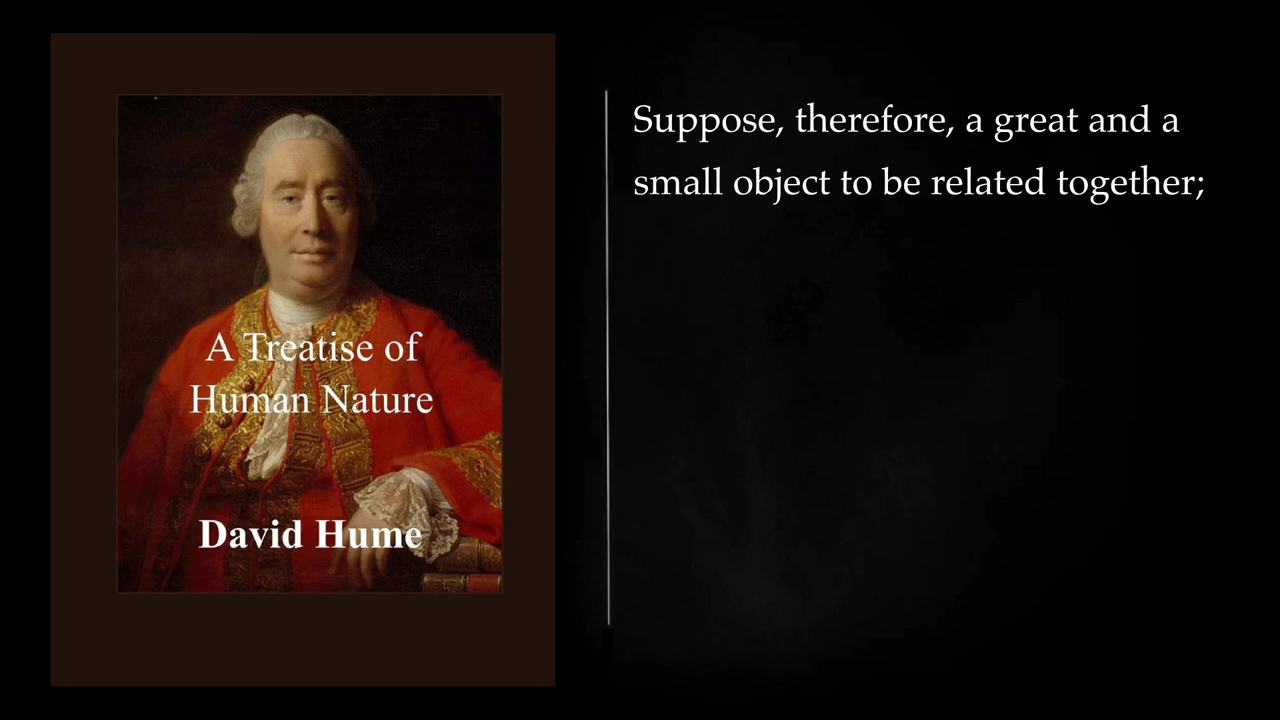 A Treatise of
Human Nature
David Hume
Suppose, therefore, a great and a
small object to be related together;